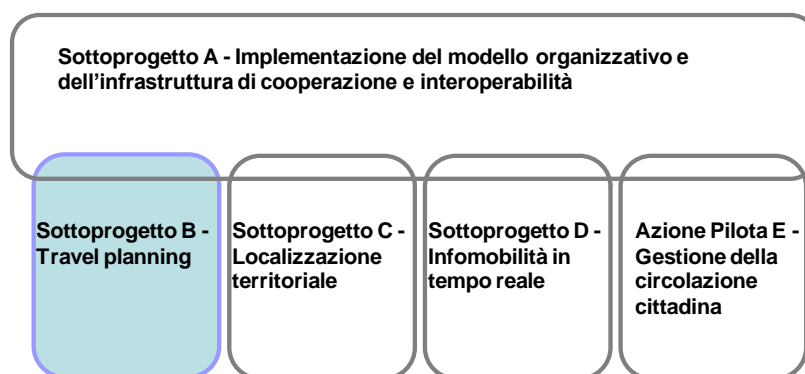 Sottoprogetto A - Implementazione del modello organizzativo e
dell’infrastruttura di cooperazione e interoperabilità
Sottoprogetto B -
Travel planning
Sottoprogetto C -
Localizzazione
territoriale
Sottoprogetto D -
Infomobilità in
tempo reale
Azione Pilota E -
Gestione della
circolazione
cittadina